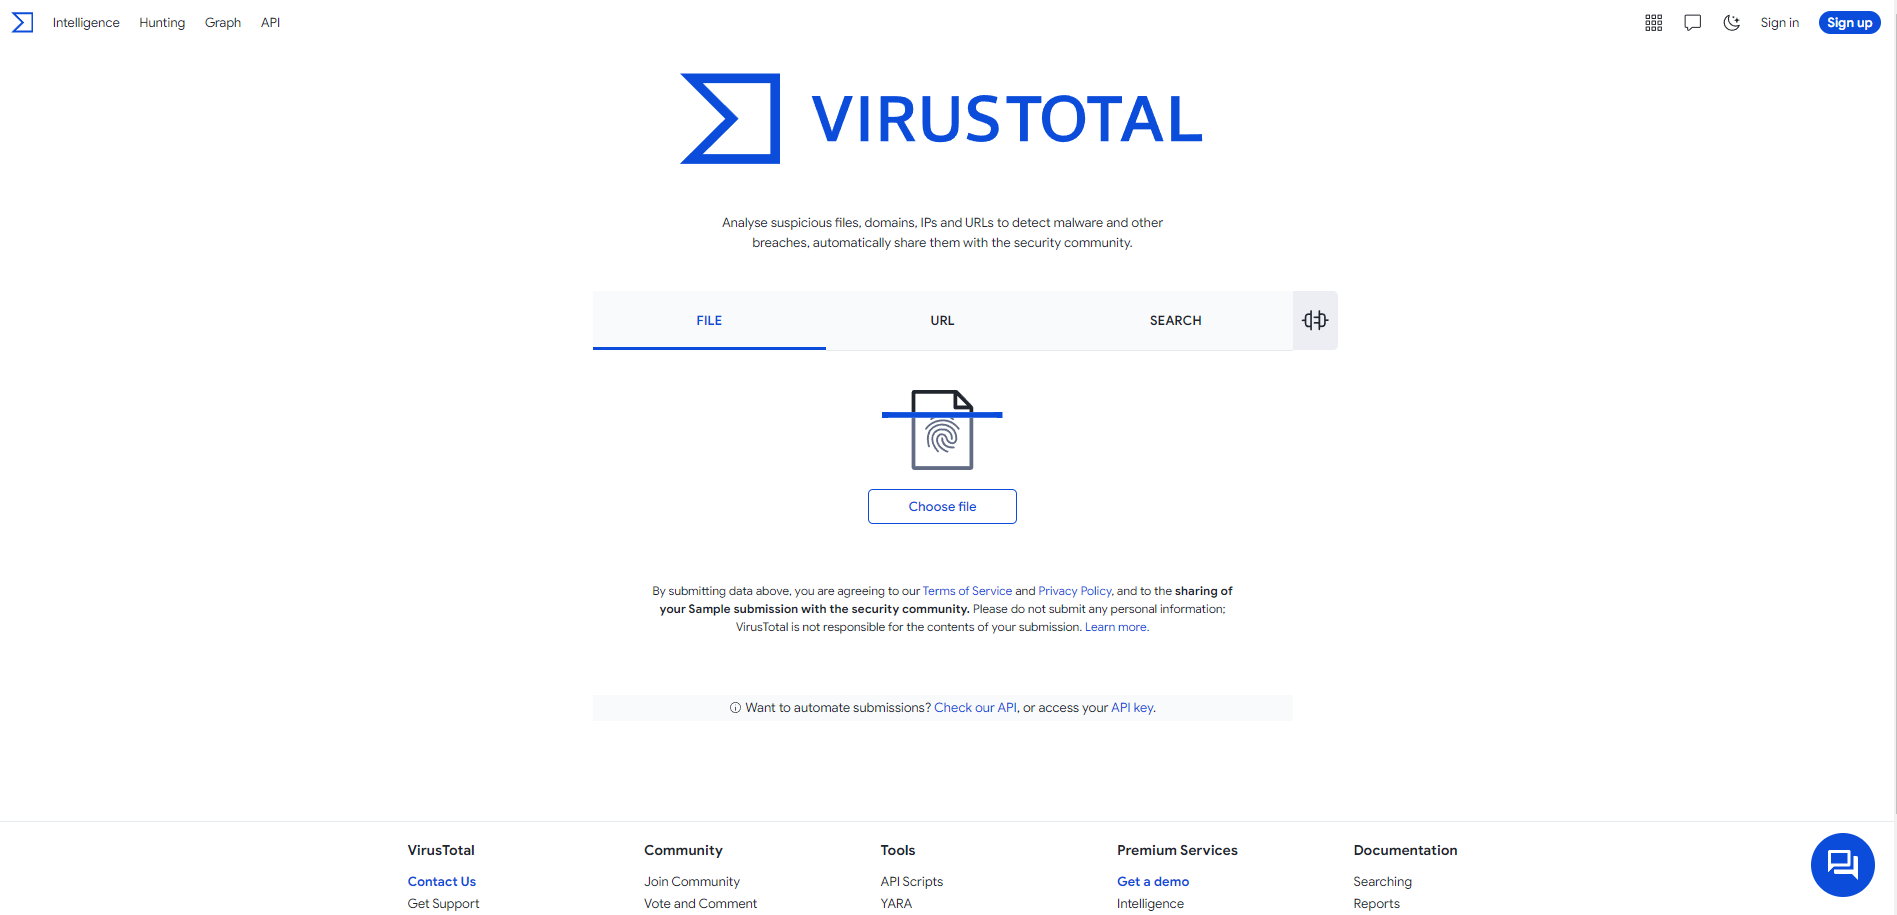 Intelligence Hunting Graph API Sign in Sign up
VIRUSTOTAL
Analyse suspicious files, domains, IPs and URLs to detect malware and other
breaches, automatically share them with the security community.
FILE URL SEARCH
Choose file
By submitting data above, you are agreeing to our Terms of Service and Privacy Policy, and to the sharing of
your Sample submission with the security community. Please do not submit any personal information;
VirusTotal is not responsible for the contents of your submission. Learn more.
Want to automate submissions? Check our API, or access your API key.
VirusTotal Community Tools Premium Services Documentation
Contact Us Join Community API Scripts Get a demo Searching
Get Support Vote and Comment YARA Intelligence Reports